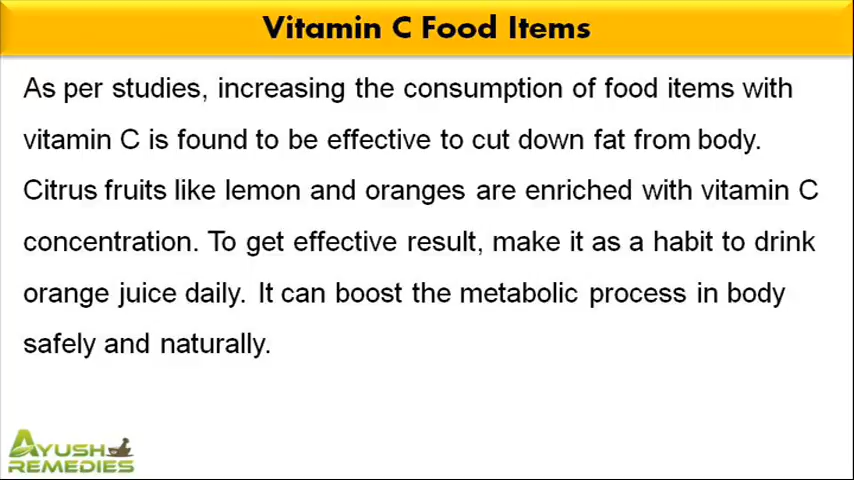 Vitamin C Food Items
As per studies, increasing the consumption of food items with
vitamin C is found to be effective to cut down fat from body.
Citrus fruits like lemon and oranges are enriched with vitamin C
concentration. To get effective result, make it as a habit to drink
orange juice daily. It can boost the metabolic process in body
safely and naturally.
AYUSH
REMEDIES